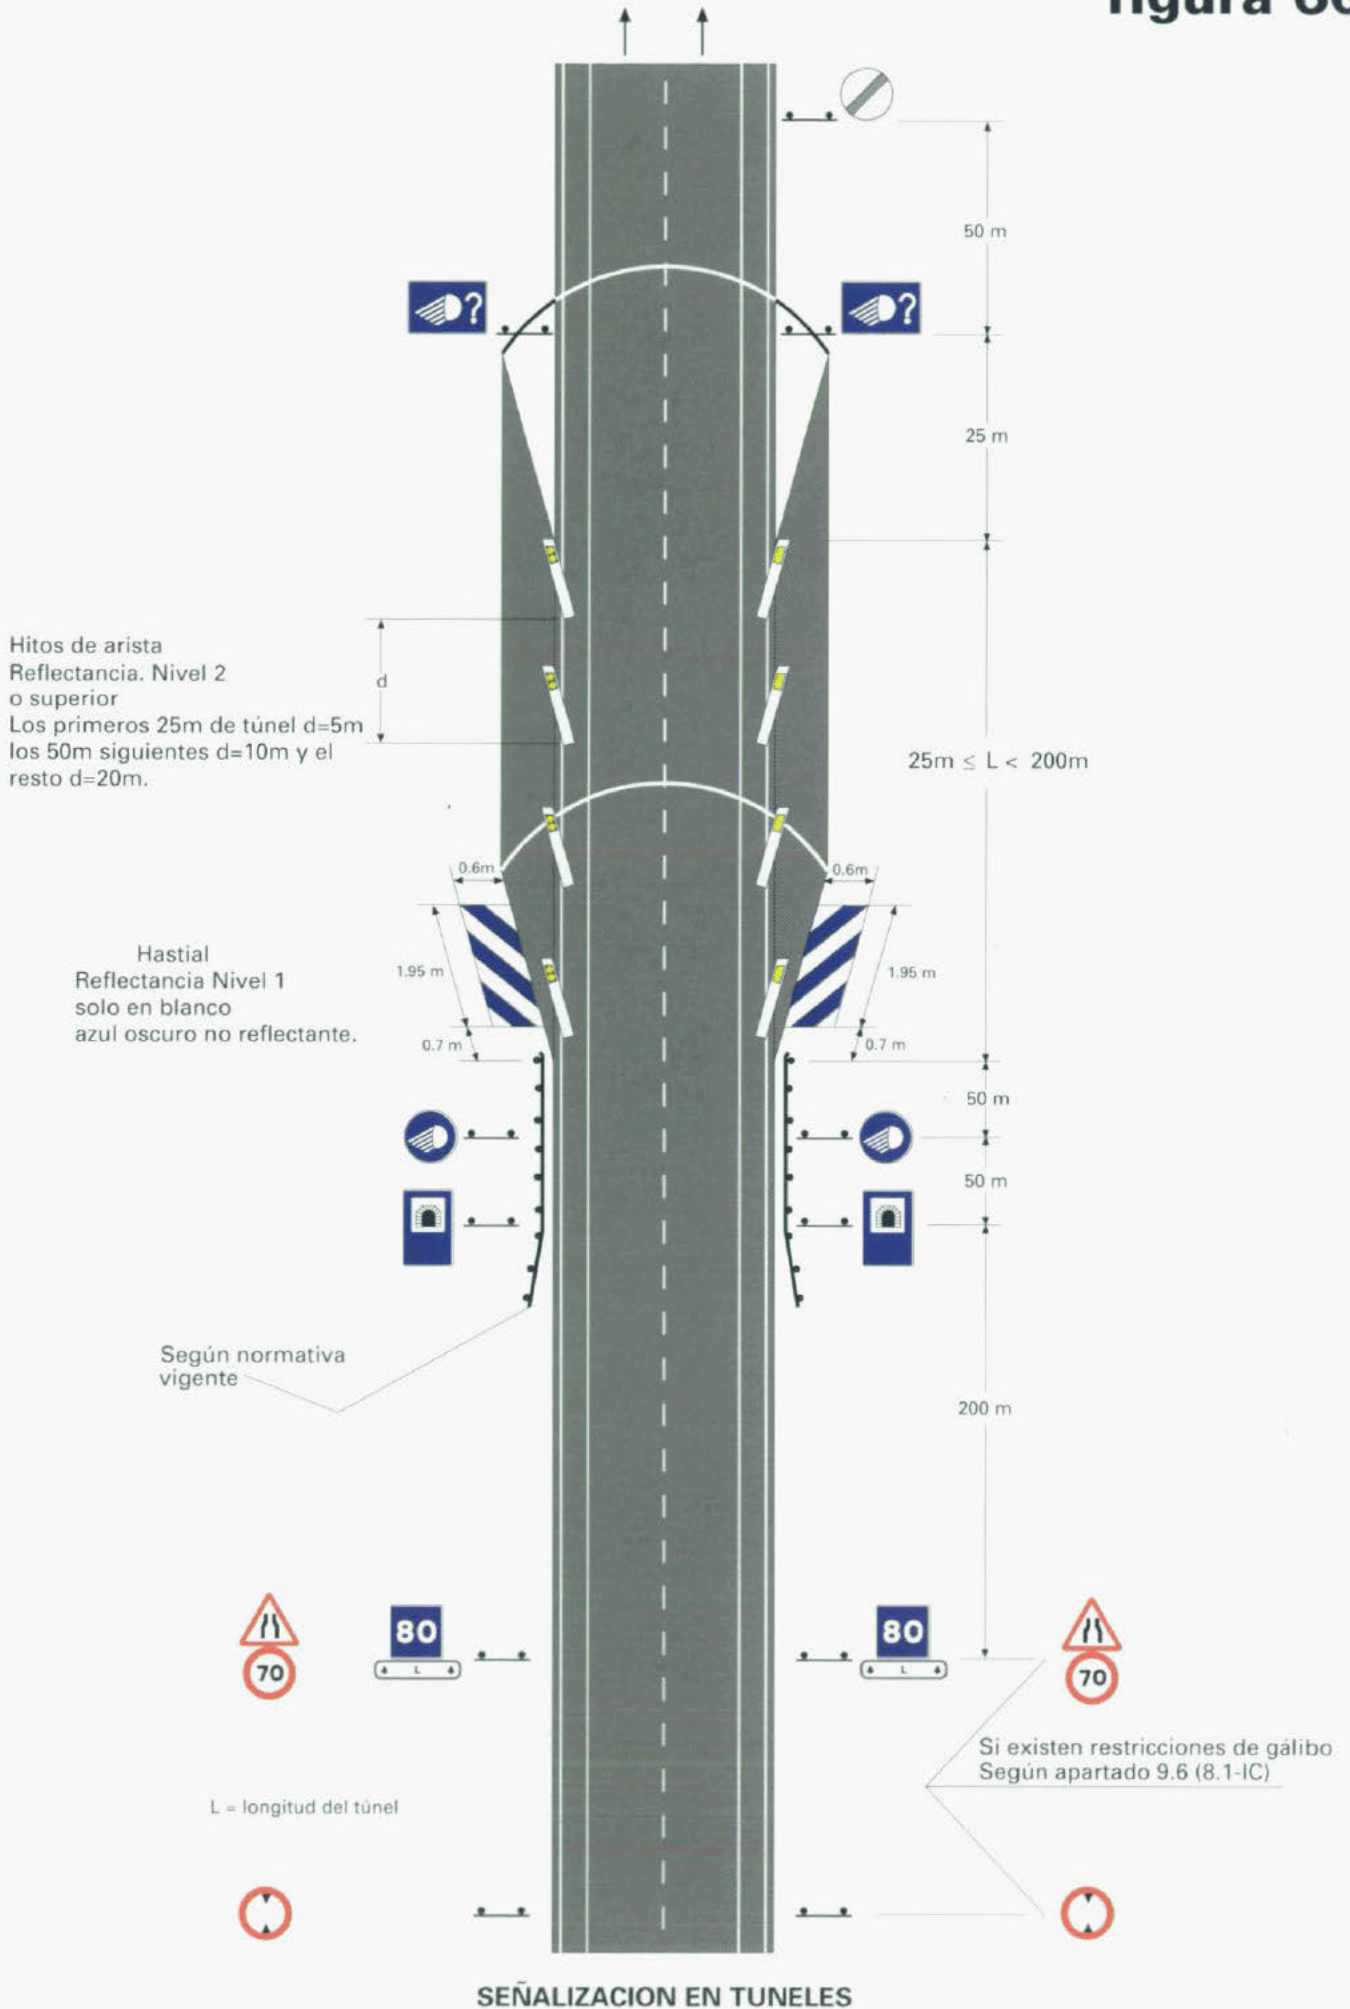 figura
50 m
?
?
25 m
Hitos de arista
Reflectancia. Nivel 2
o superior
Los primeros 25m de túnel d=5m
los 50m siguientes d=10m y el
resto d=20m.
d
25m ≤ L < 200m
0.6m
0.6m
Hastial
Reflectancia Nivel 1
solo en blanco
azul oscuro no reflectante.
1.95 m
1.95 m
0.7 m
0.7 m
50 m
50 m
Según normativa
vigente
200 m
80
80
L
L
70
70
Si existen restricciones de gálibo
Según apartado 9.6 (8.1-IC)
L = longitud del túnel
SEÑALIZACION EN TUNELES